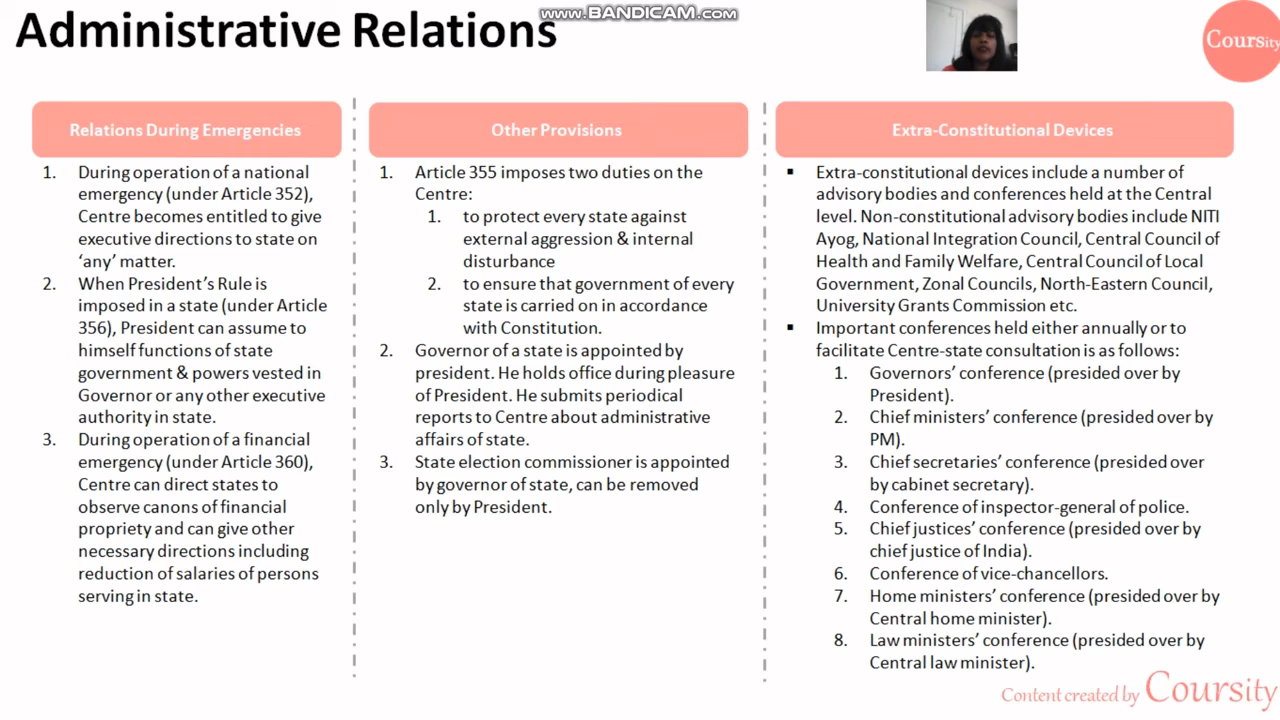 www.BANDICAM.com
Administrative Relations
Coursity
Relations During Emergencies
1. During operation of a national
emergency (under Article 352),
Centre becomes entitled to give
executive directions to state on
‘any’ matter.
2. When President’s Rule is
imposed in a state (under Article
356), President can assume to
himself functions of state
government & powers vested in
Governor or any other executive
authority in state.
3. During operation of a financial
emergency (under Article 360),
Centre can direct states to
observe canons of financial
propriety and can give other
necessary directions including
reduction of salaries of persons
serving in state.
Other Provisions
1. Article 355 imposes two duties on the
Centre:
1. to protect every state against
external aggression & internal
disturbance
2. to ensure that government of every
state is carried on in accordance
with Constitution.
2. Governor of a state is appointed by
president. He holds office during pleasure
of President. He submits periodical
reports to Centre about administrative
affairs of state.
3. State election commissioner is appointed
by governor of state, can be removed
only by President.
Extra-Constitutional Devices
▪ Extra-constitutional devices include a number of
advisory bodies and conferences held at the Central
level. Non-constitutional advisory bodies include NITI
Ayog, National Integration Council, Central Council of
Health and Family Welfare, Central Council of Local
Government, Zonal Councils, North-Eastern Council,
University Grants Commission etc.
▪ Important conferences held either annually or to
facilitate Centre-state consultation is as follows:
1. Governors’ conference (presided over by
President).
2. Chief ministers’ conference (presided over by
PM).
3. Chief secretaries’ conference (presided over
by cabinet secretary).
4. Conference of inspector-general of police.
5. Chief justices’ conference (presided over by
chief justice of India).
6. Conference of vice-chancellors.
7. Home ministers’ conference (presided over by
Central home minister).
8. Law ministers’ conference (presided over by
Central law minister).
Content created by Coursity